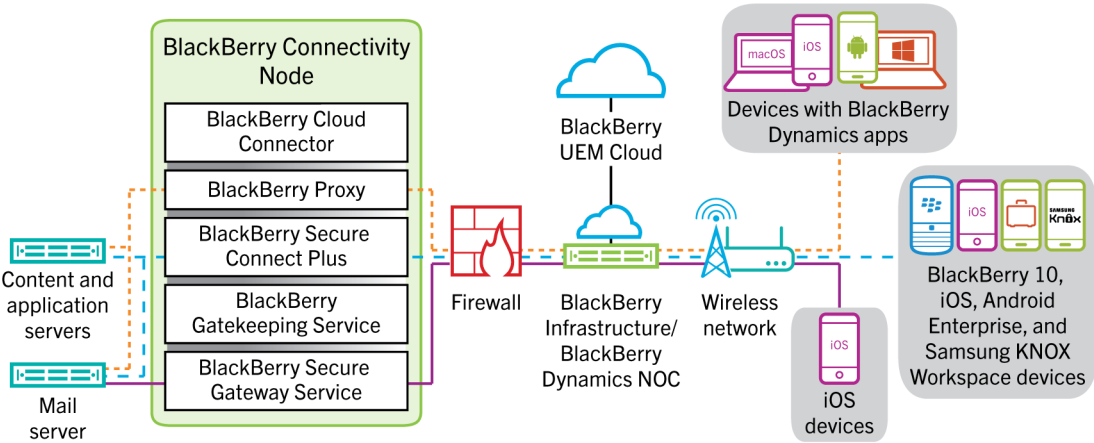 BlackBerry Connectivity
Node
BlackBerry Cloud
Connector
BlackBerry Proxy
BlackBerry Secure
Connect Plus
BlackBerry
Gatekeeping Service
BlackBerry Secure
Gateway Service
Content and
application
servers
Mail
server
Firewall
BlackBerry
UEM Cloud
BlackBerry
Infrastructure/
BlackBerry
Dynamics NOC
Wireless
network
macOS
iOS
Devices with BlackBerry
Dynamics apps
iOS
SAMSUNG
Knox
BlackBerry 10,
iOS, Android
Enterprise, and
Samsung KNOX
Workspace devices
iOS
iOS
devices